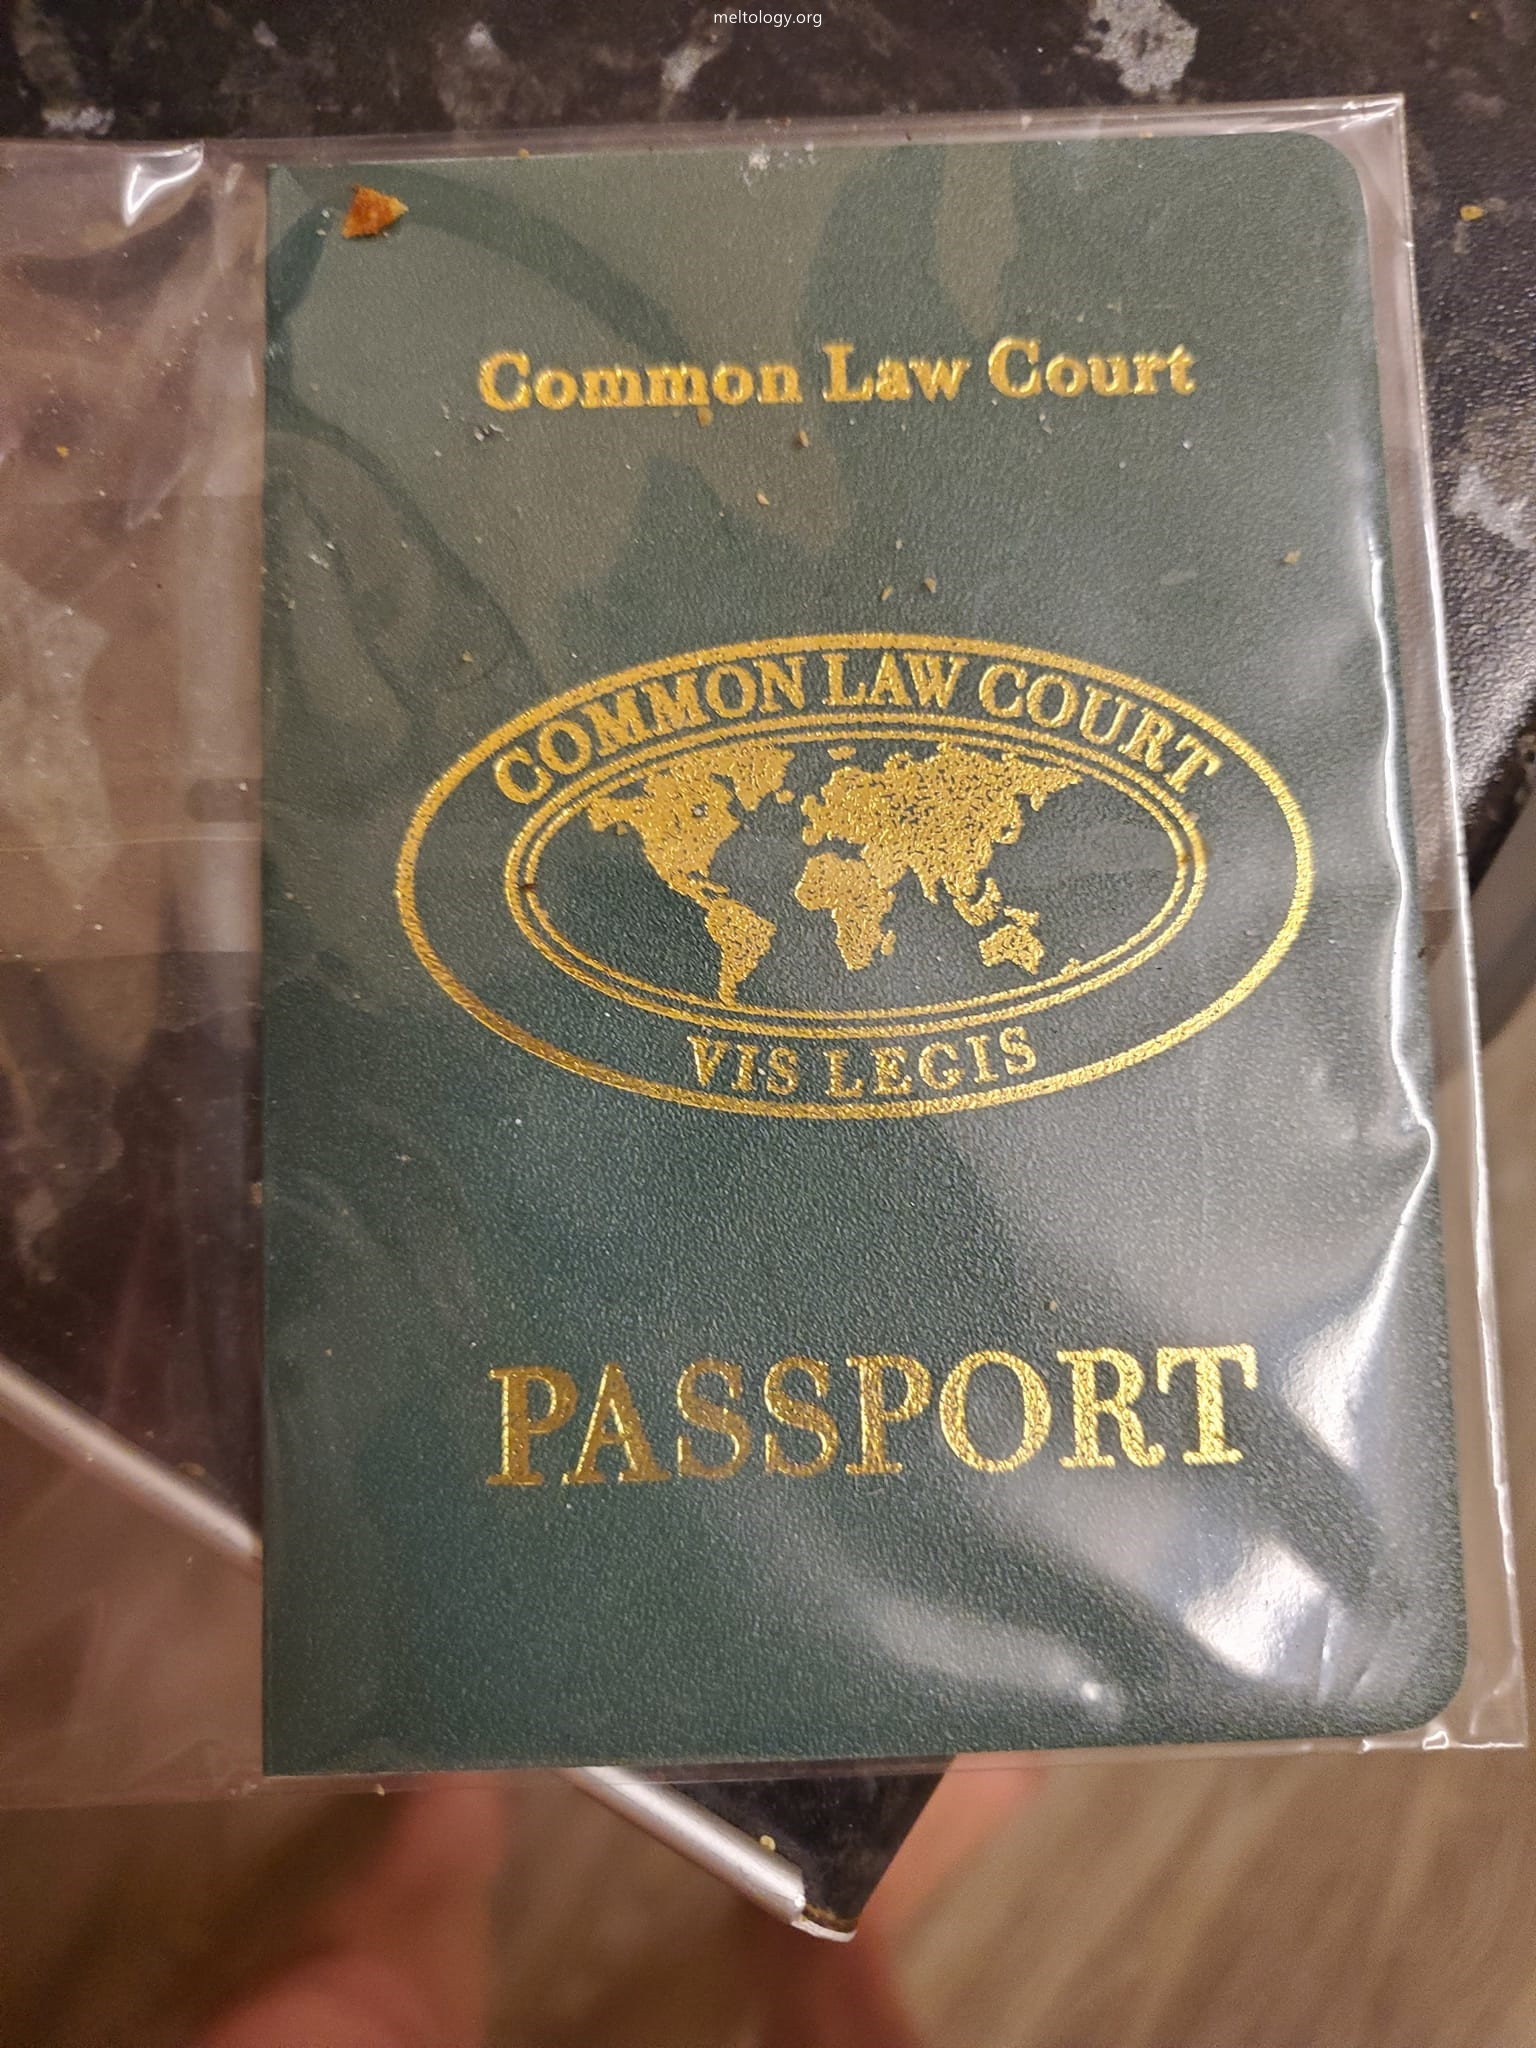 meltology.org
Common Law Court
COMMON LAW COURT
VIS LEGIS
PASSPORT